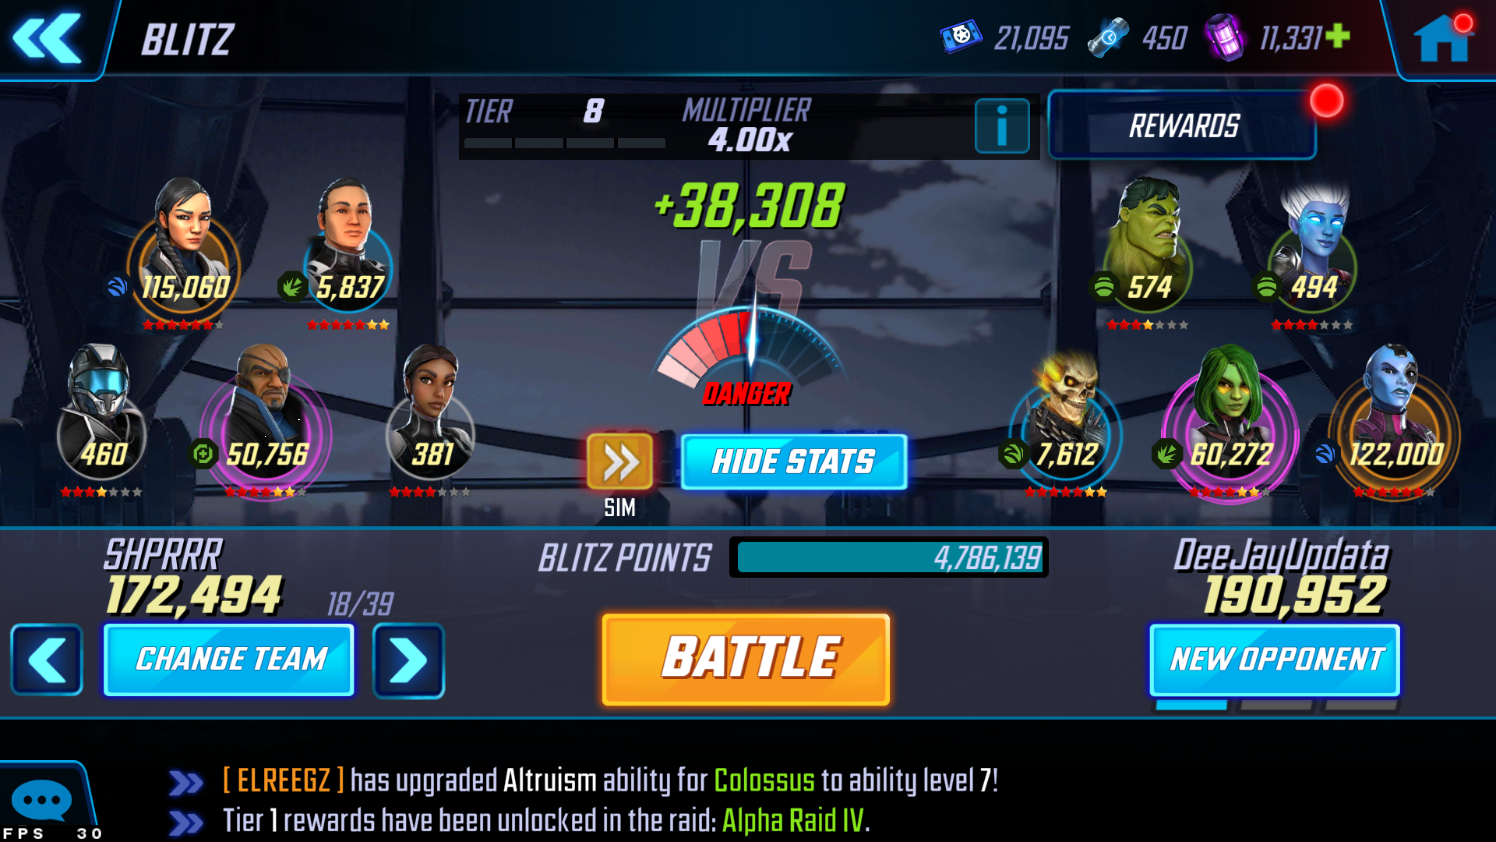 BLITZ
21,095
450
11,331
TIER 8
MULTIPLIER
4.00x
REWARDS
+38,308
VS
115,060
5,837
574
494
DANGER
460
50,756
381
7,612
60,272
122,000
HIDE STATS
SIM
SHPRRR
172,494
18/39
BLITZ POINTS
4,786,139
DeeJayUpdata
190,952
CHANGE TEAM
BATTLE
NEW OPPONENT
[ ELREEGZ ] has upgraded Altruism ability for Colossus to ability level 7!
Tier 1 rewards have been unlocked in the raid: Alpha Raid IV.
FPS 30